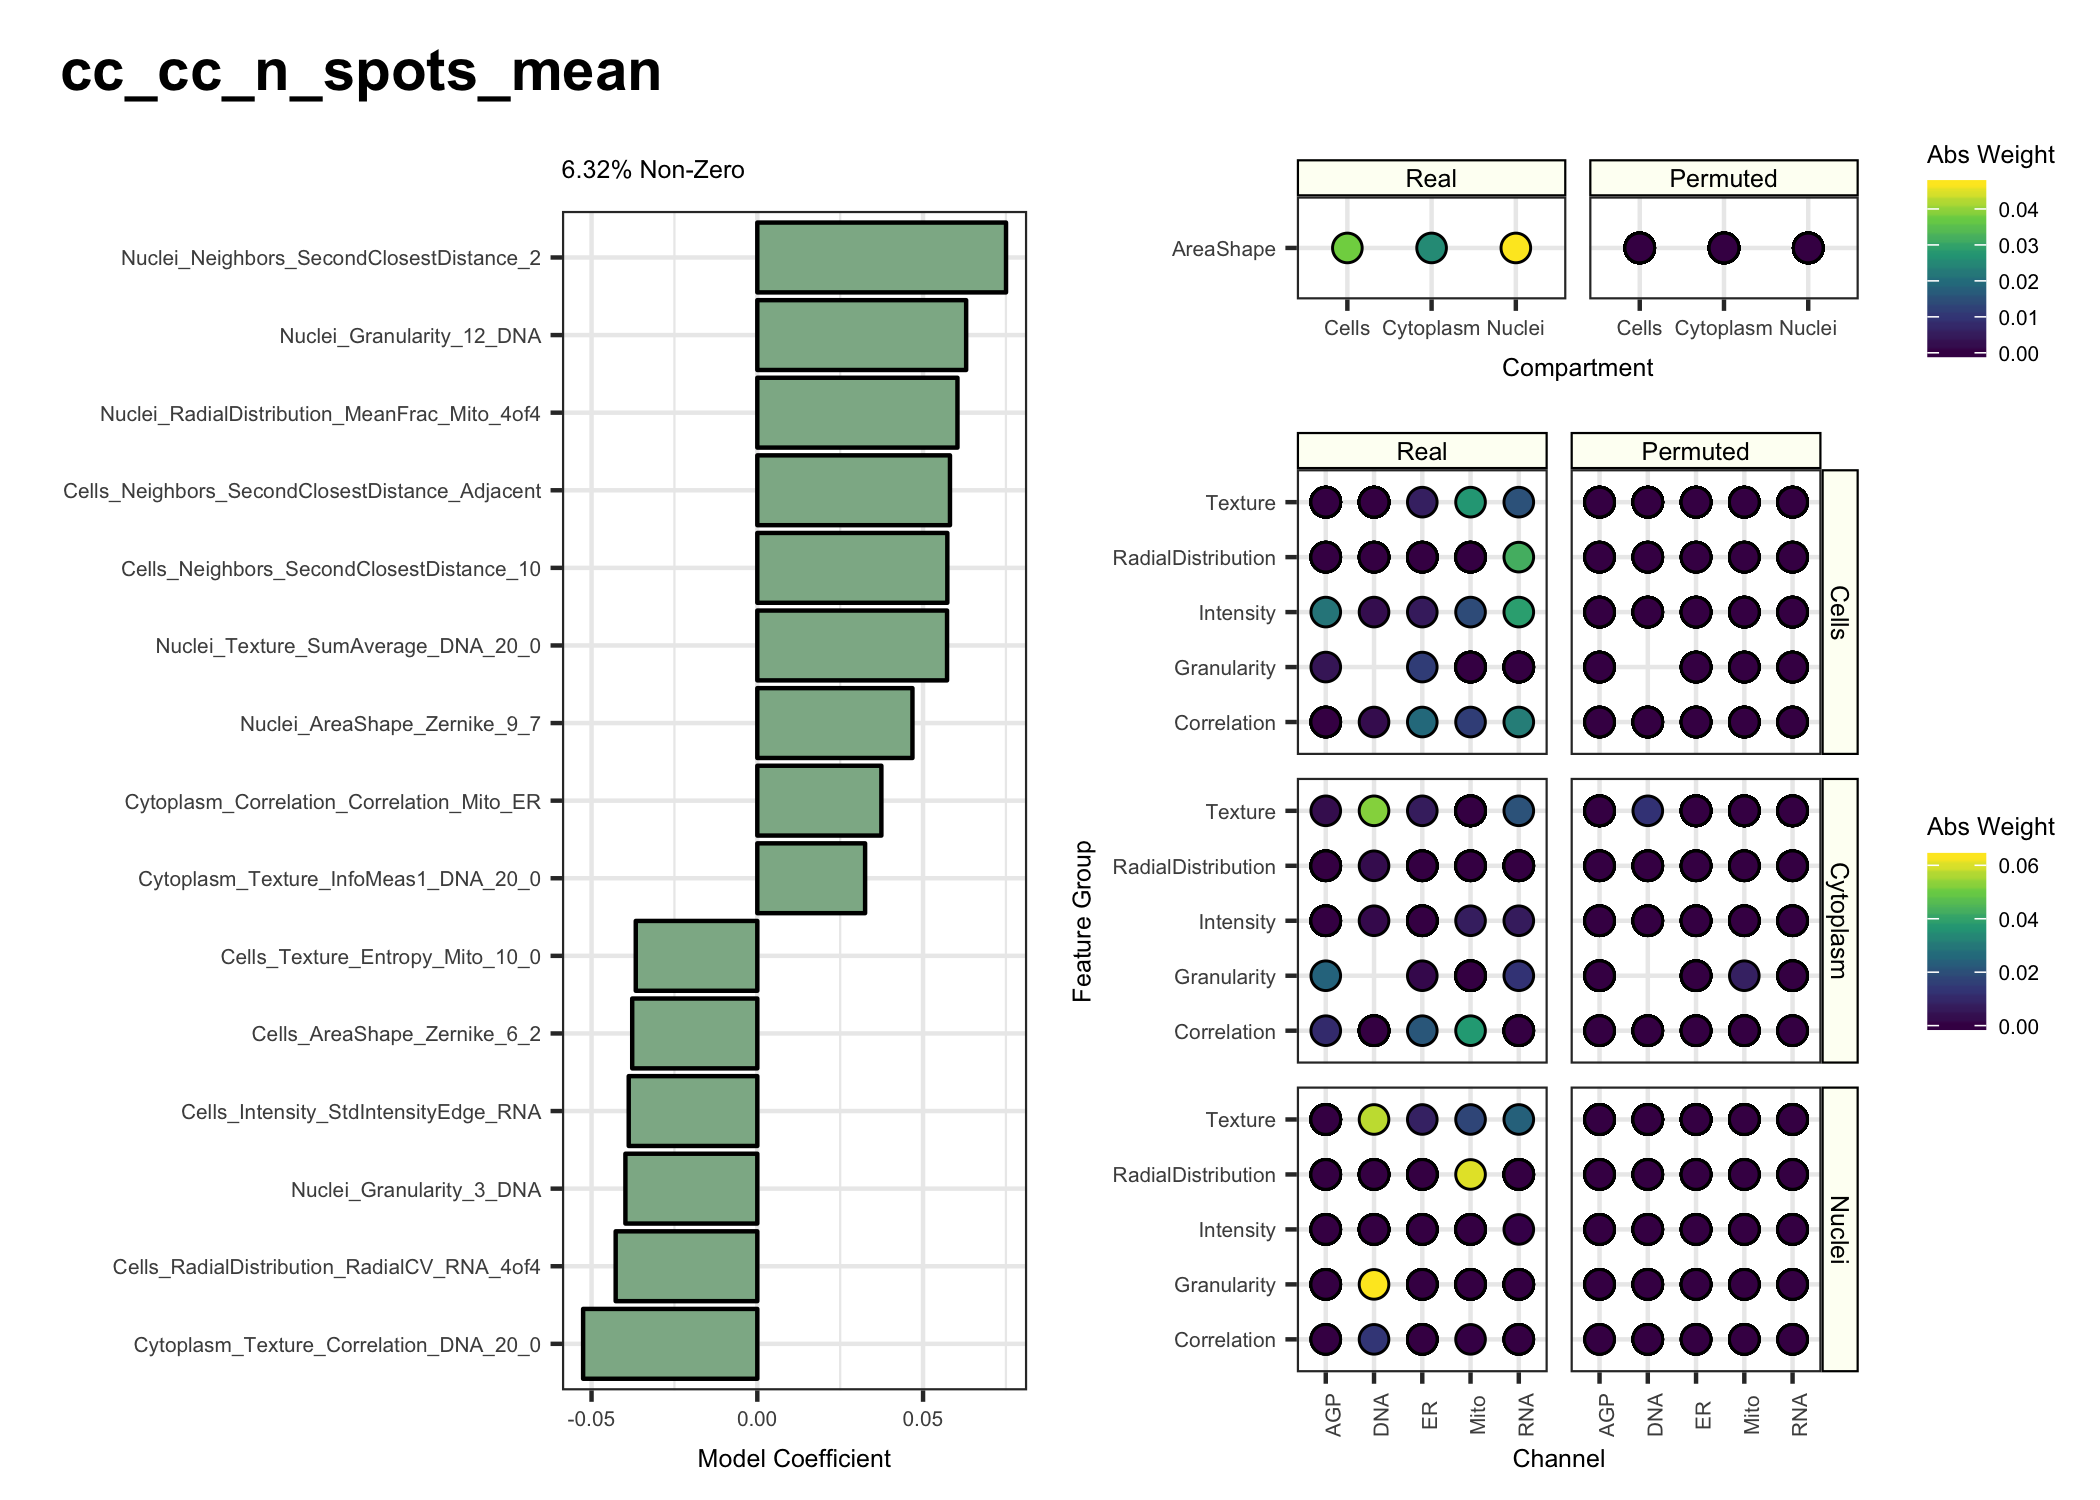 cc_cc_n_spots_mean
6.32% Non-Zero
Nuclei_Neighbors_SecondClosestDistance_2
Nuclei_Granularity_12_DNA
Nuclei_RadialDistribution_MeanFrac_Mito_4of4
Cells_Neighbors_SecondClosestDistance_Adjacent
Cells_Neighbors_SecondClosestDistance_10
Nuclei_Texture_SumAverage_DNA_20_0
Nuclei_AreaShape_Zernike_9_7
Cytoplasm_Correlation_Correlation_Mito_ER
Cytoplasm_Texture_InfoMeas1_DNA_20_0
Cells_Texture_Entropy_Mito_10_0
Cells_AreaShape_Zernike_6_2
Cells_Intensity_StdIntensityEdge_RNA
Nuclei_Granularity_3_DNA
Cells_RadialDistribution_RadialCV_RNA_4of4
Cytoplasm_Texture_Correlation_DNA_20_0
-0.05 0.00 0.05
Model Coefficient
Real Permuted
AreaShape
Cells Cytoplasm Nuclei Cells Cytoplasm Nuclei
Compartment
Abs Weight
0.04
0.03
0.02
0.01
0.00
Real Permuted
Feature Group
Texture
RadialDistribution
Intensity
Granularity
Correlation
Cells
Texture
RadialDistribution
Intensity
Granularity
Correlation
Cytoplasm
Texture
RadialDistribution
Intensity
Granularity
Correlation
Nuclei
AGP DNA ER Mito RNA AGP DNA ER Mito RNA
Channel
Abs Weight
0.06
0.04
0.02
0.00